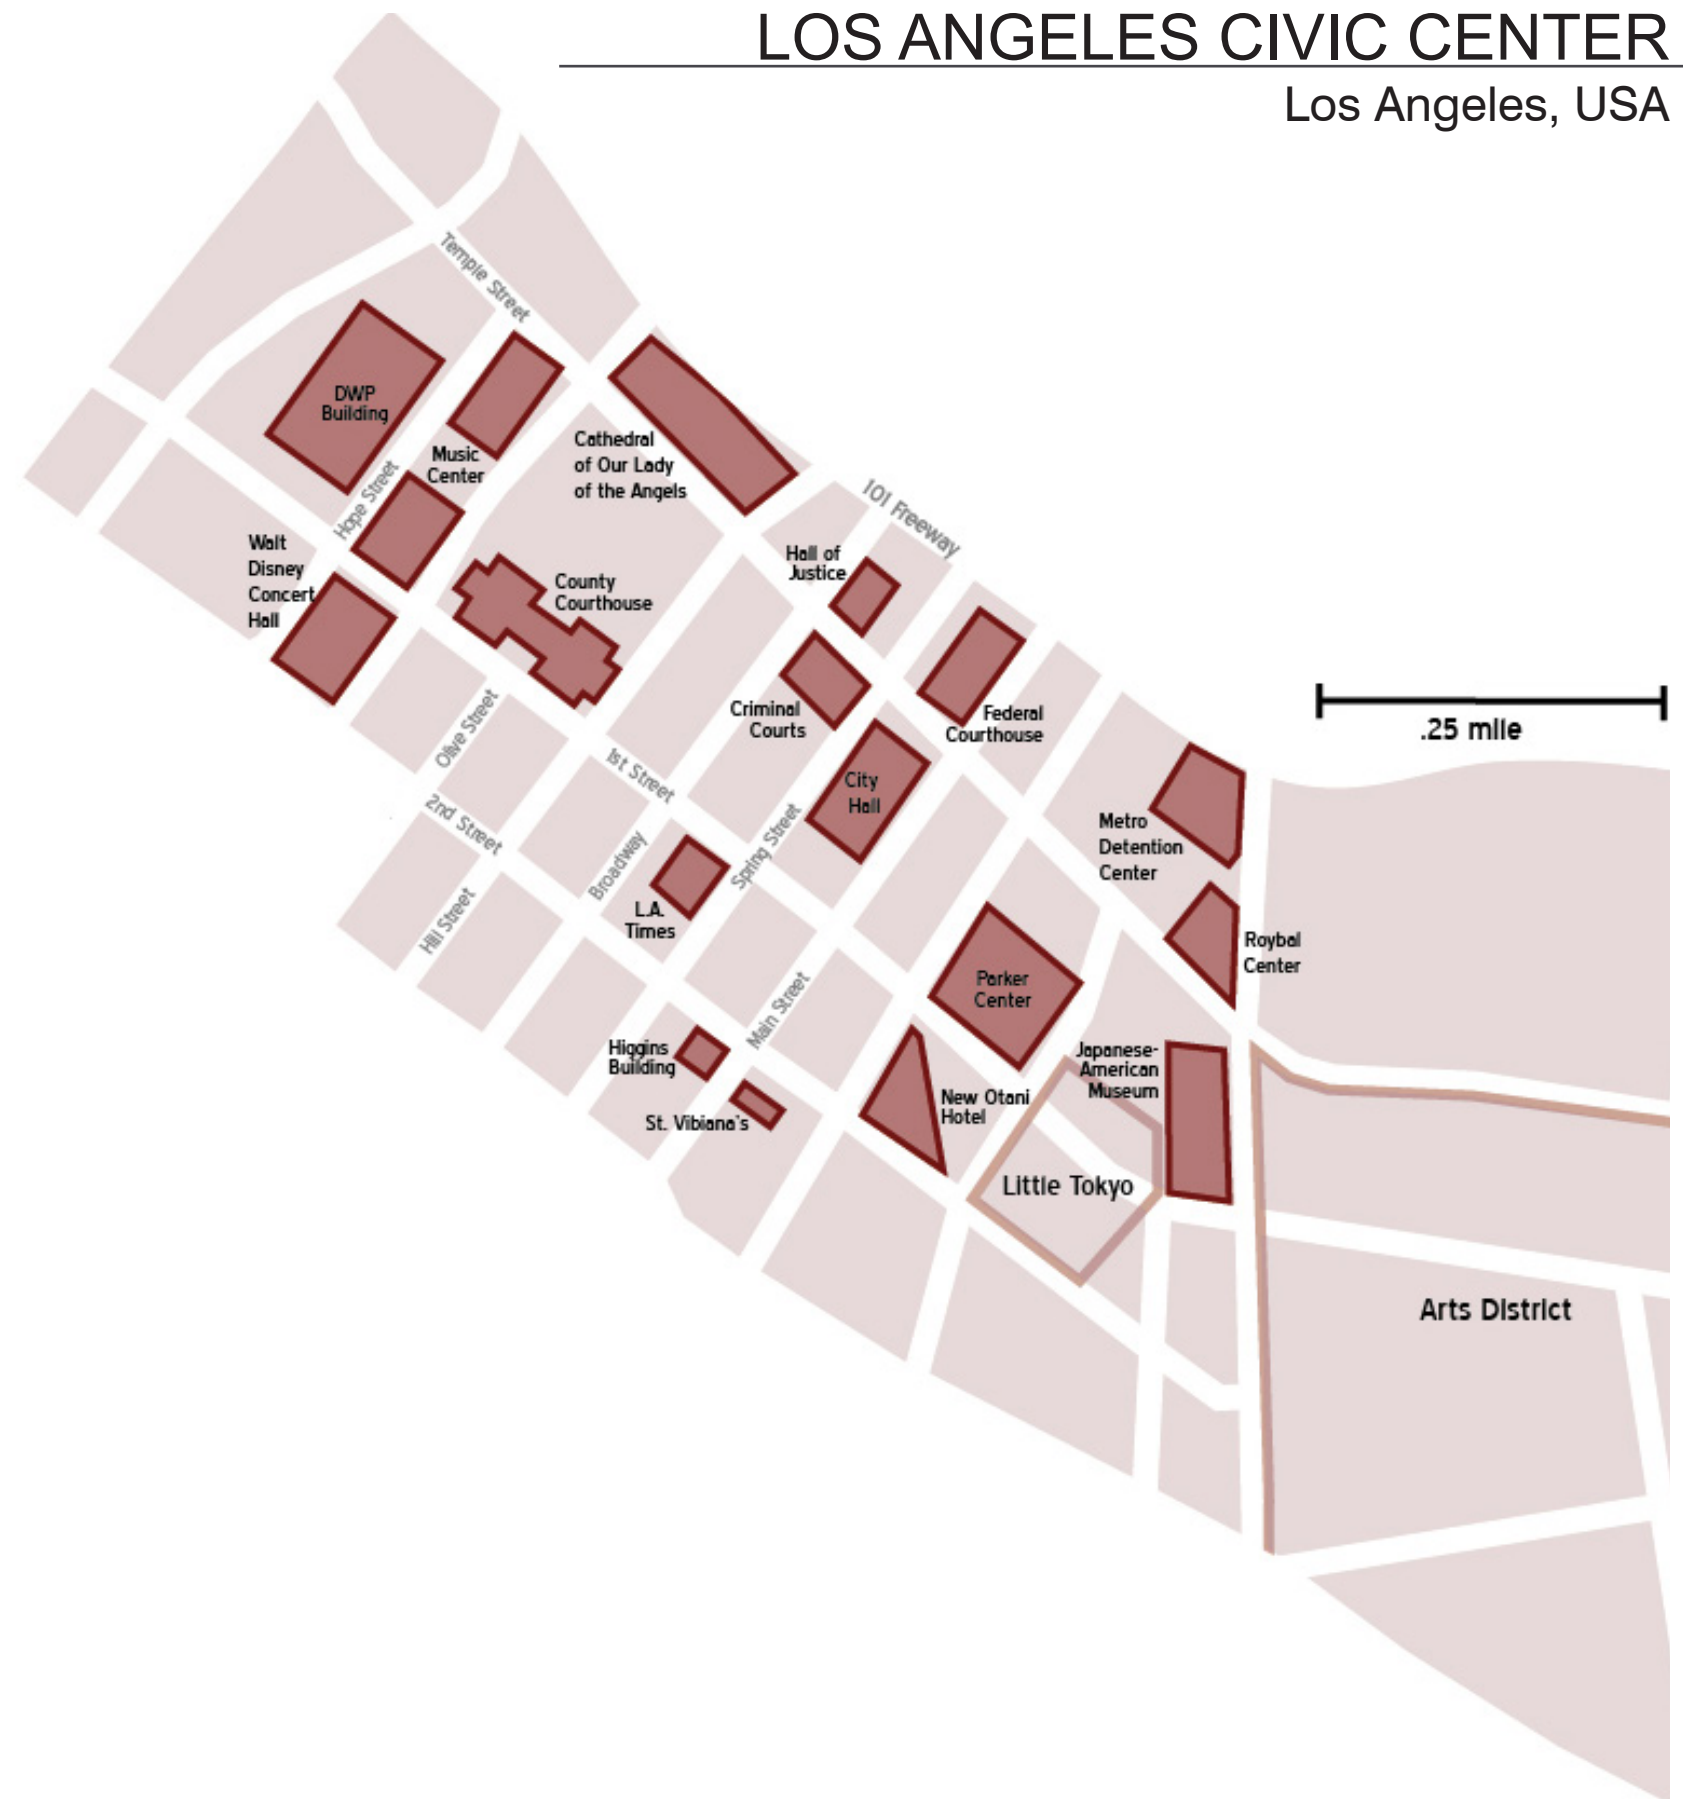 LOS ANGELES CIVIC CENTER
Los Angeles, USA
Temple Street
DWP
Building
Music
Center
Hope Street
Cathedral
of Our Lady
of the Angels
101 Freeway
Walt
Disney
Concert
Hall
County
Courthouse
Hall of
Justice
Criminal
Courts
Federal
Courthouse
.25 mile
Olive Street
1st Street
City
Hall
2nd Street
Broadway
Spring Street
Metro
Detention
Center
Hill Street
L.A.
Times
Roybal
Center
Parker
Center
Main Street
Higgins
Building
St. Vibiana's
New Otani
Hotel
Japanese-
American
Museum
Little Tokyo
Arts District